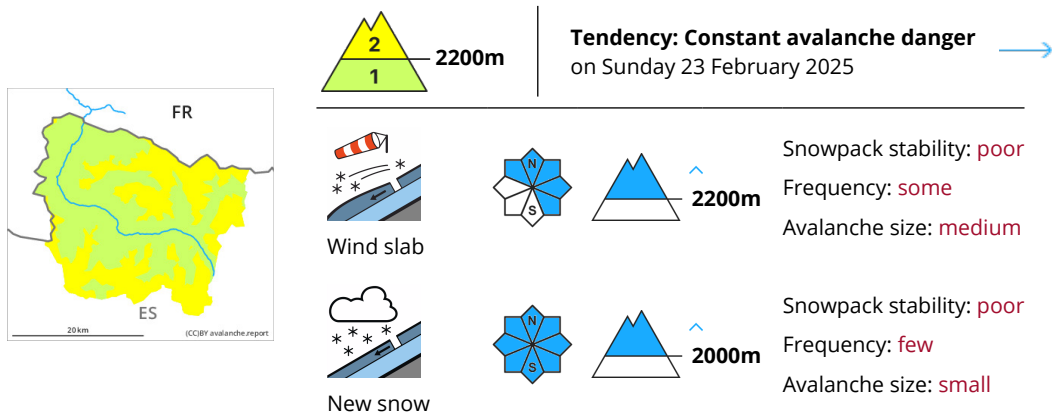 2
1
2200m
Tendency: Constant avalanche danger
on Sunday 23 February 2025
FR
ES
20 km
(CC)BY avalanche.report
N
S
2200m
Wind slab
Snowpack stability: poor
Frequency: some
Avalanche size: medium
N
S
2000m
New snow
Snowpack stability: poor
Frequency: few
Avalanche size: small